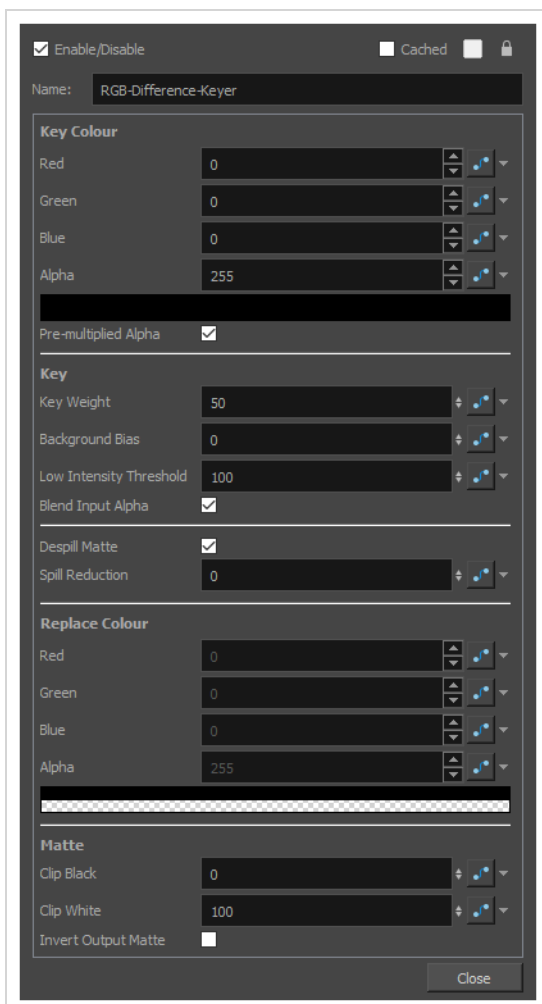 Enable/Disable Cached
Name: RGB-Difference-Keyer
Key Colour
Red 0
Green 0
Blue 0
Alpha 255
Pre-multiplied Alpha
Key
Key Weight 50
Background Bias 0
Low Intensity Threshold 100
Blend Input Alpha
Despill Matte
Spill Reduction 0
Replace Colour
Red 0
Green 0
Blue 0
Alpha 255
Matte
Clip Black 0
Clip White 100
Invert Output Matte
Close